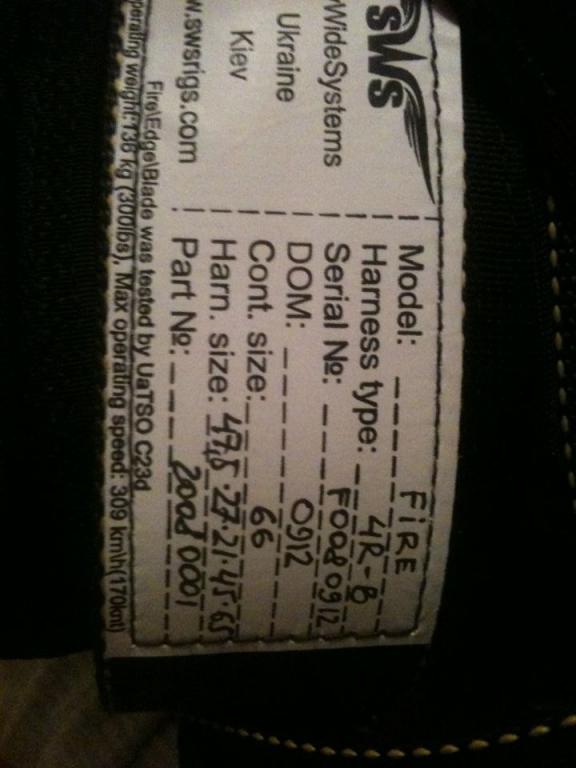 SWS
WideSystems
Ukraine
Kiev
w.swsrigs.com
Model: FiRE
Harness type: 4R-B
Serial №: F008 0912
DOM: 0912
Cont. size: 66
Harn. size: 47,5·27·21·45·65
Part №: 2008 0001
Fire\Edge\Blade was tested by UaTSO C23d
perating weight:136 kg (300lbs), Max operating speed: 309 km\h(170knt)